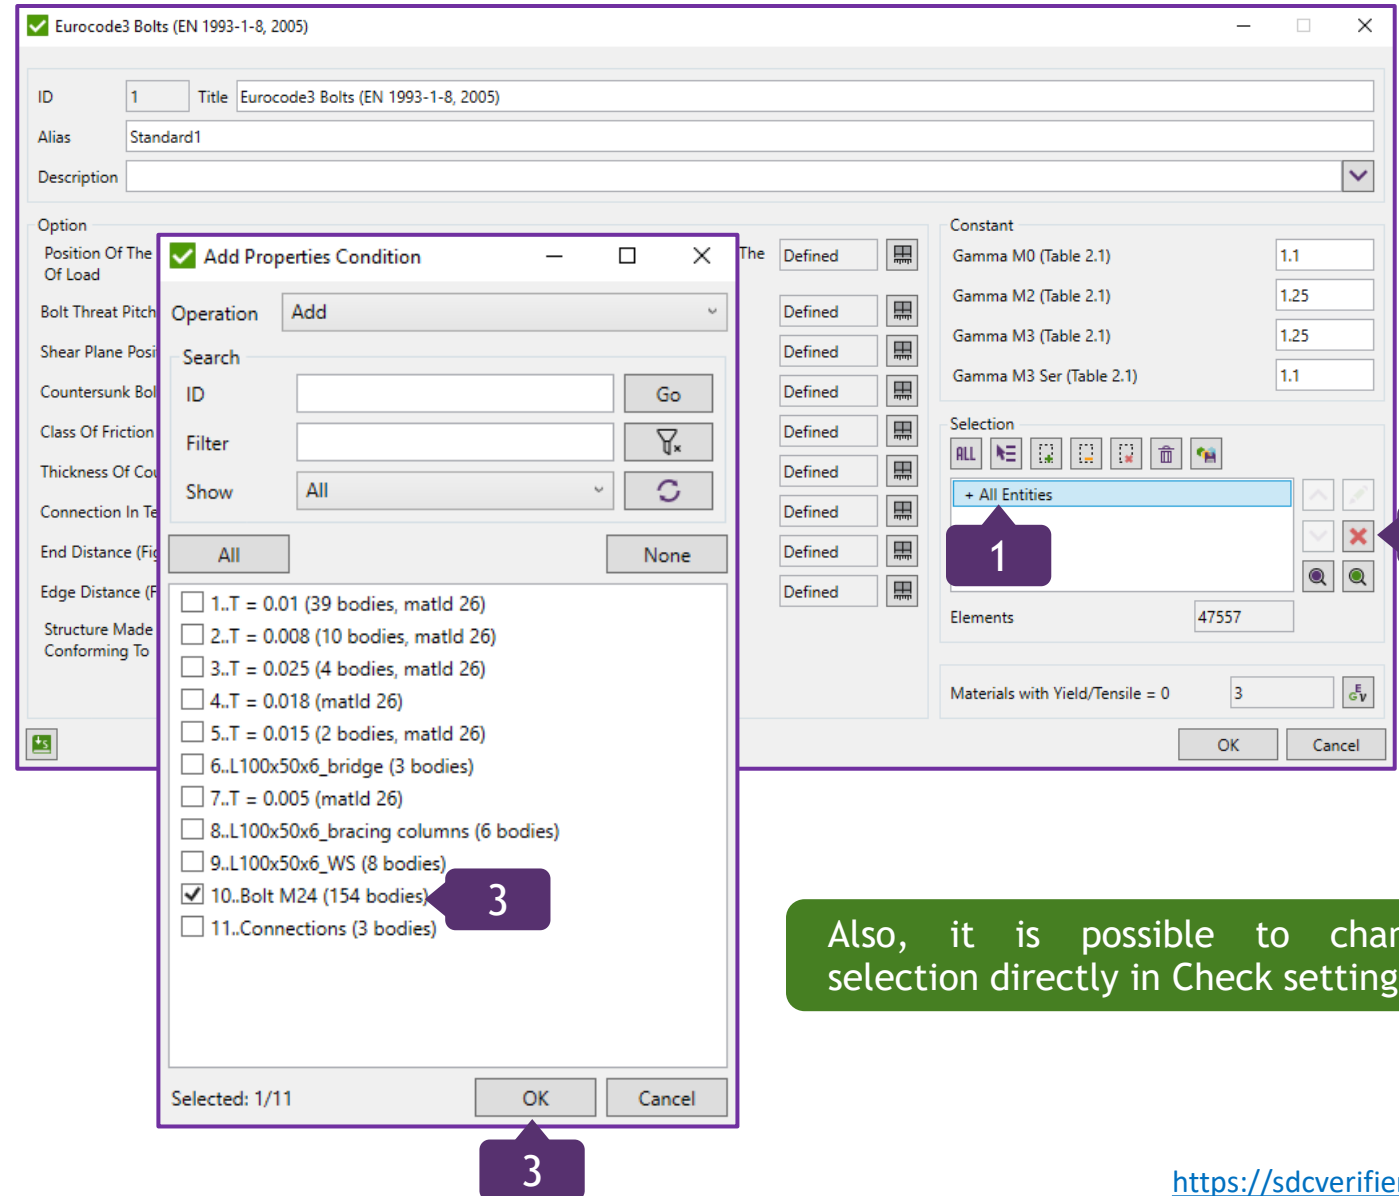 Eurocode3 Bolts (EN 1993-1-8, 2005)
ID 1 Title Eurocode3 Bolts (EN 1993-1-8, 2005)
Alias Standard1
Description
Option
Position Of The
Of Load
The Defined
Bolt Threat Pitch Defined
Shear Plane Defined
Countersunk Defined
Class Of Friction Defined
Thickness Of Defined
Connection In Defined
End Distance Defined
Edge Distance Defined
Structure Made
Conforming To
Add Properties Condition
Operation Add
Search
ID Go
Filter
Show All
All None
1..T = 0.01 (39 bodies, matId 26)
2..T = 0.008 (10 bodies, matId 26)
3..T = 0.025 (4 bodies, matId 26)
4..T = 0.018 (matId 26)
5..T = 0.015 (2 bodies, matId 26)
6..L100x50x6_bridge (3 bodies)
7..T = 0.005 (matId 26)
8..L100x50x6_bracing columns (6 bodies)
9..L100x50x6_WS (8 bodies)
10..Bolt M24 (154 bodies)
3
11..Connections (3 bodies)
Selected: 1/11 OK Cancel
3
Constant
Gamma M0 (Table 2.1) 1.1
Gamma M2 (Table 2.1) 1.25
Gamma M3 (Table 2.1) 1.25
Gamma M3 Ser (Table 2.1) 1.1
Selection
ALL
+ All Entities
1
Elements 47557
Materials with Yield/Tensile = 0 3
OK Cancel
Also, it is possible to
selection directly in Check
https://sdcverifier